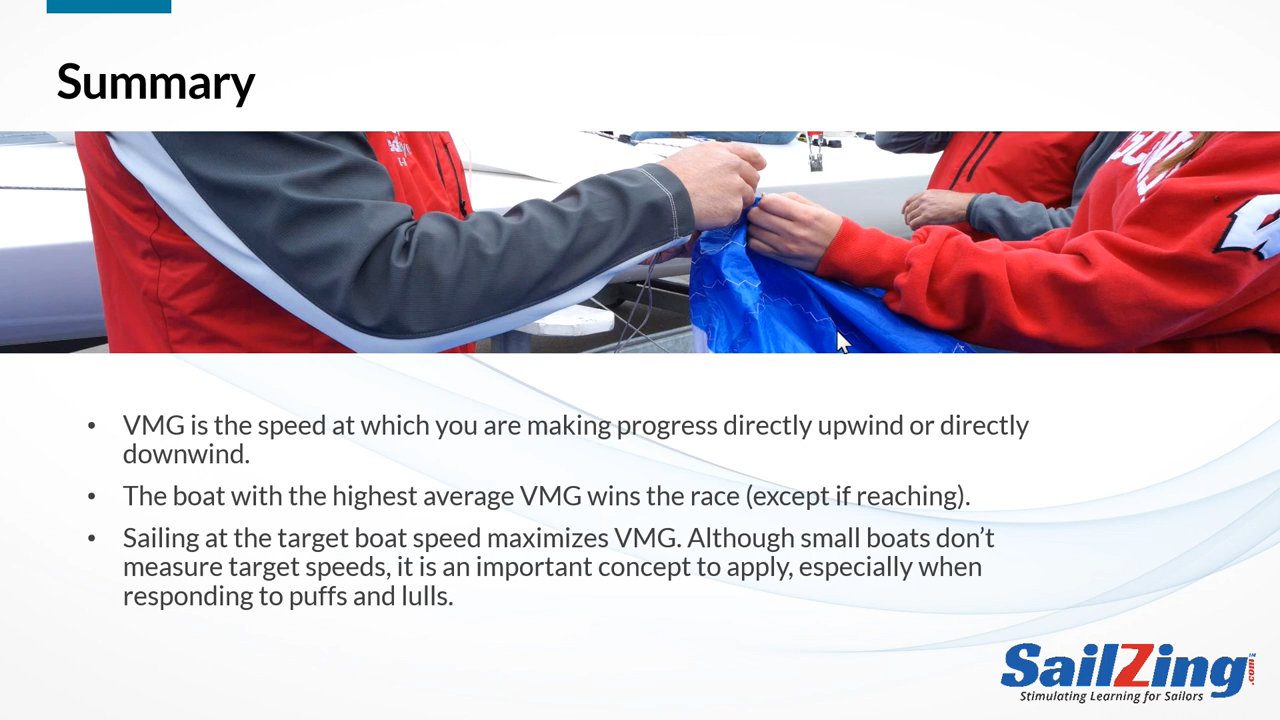 Summary
VMG is the speed at which you are making progress directly upwind or directly
downwind.
The boat with the highest average VMG wins the race (except if reaching).
Sailing at the target boat speed maximizes VMG. Although small boats don’t
measure target speeds, it is an important concept to apply, especially when
responding to puffs and lulls.
SailZing.com™
Stimulating Learning for Sailors